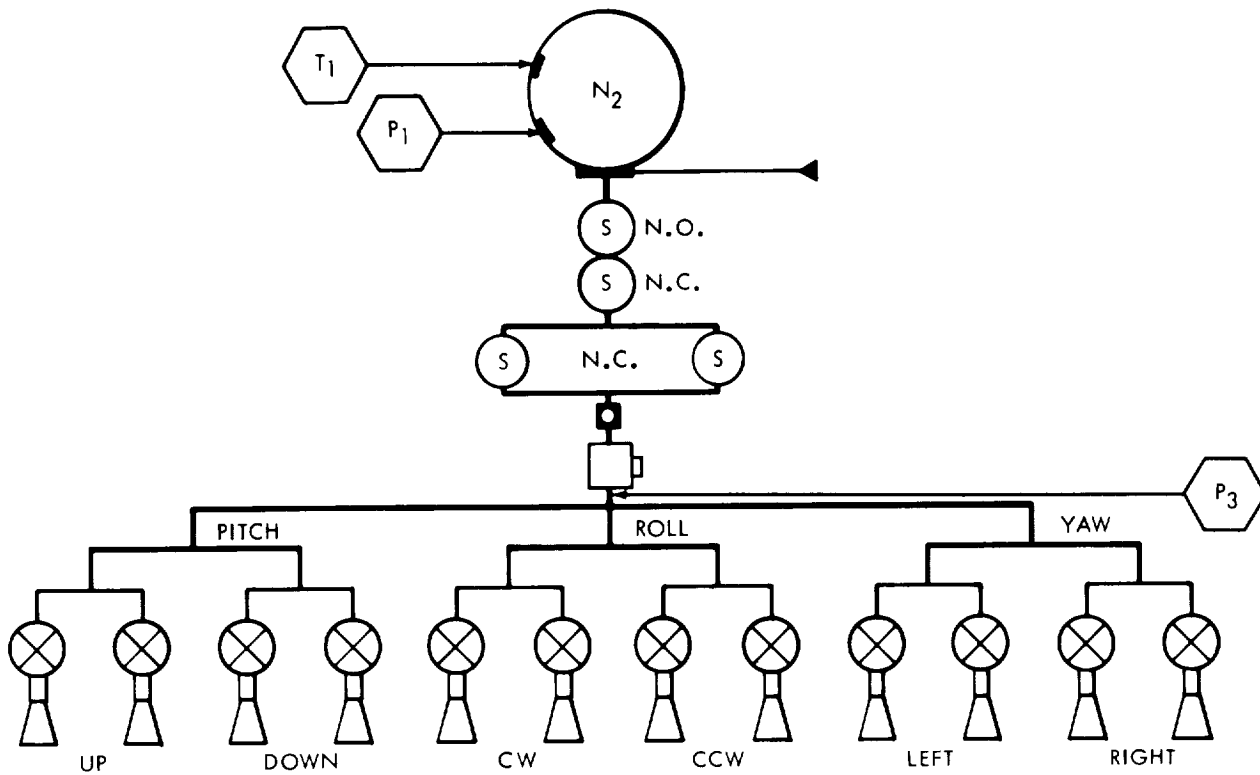 T1
N2
P1
S N.O.
S N.C.
S N.C. S
P3
PITCH ROLL YAW
UP DOWN CW CCW LEFT RIGHT